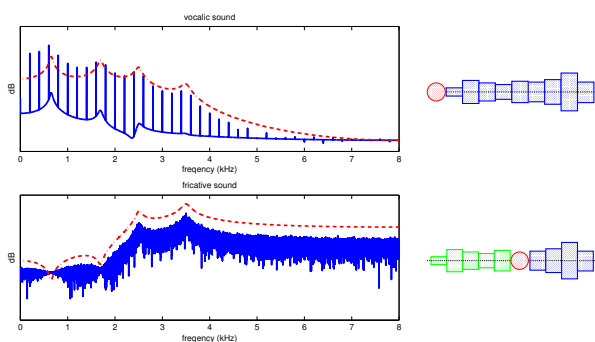 vocalic sound
dB
0 1 2 3 4 5 6 7 8
freqency (kHz)
fricative sound
dB
0 1 2 3 4 5 6 7 8
freqency (kHz)